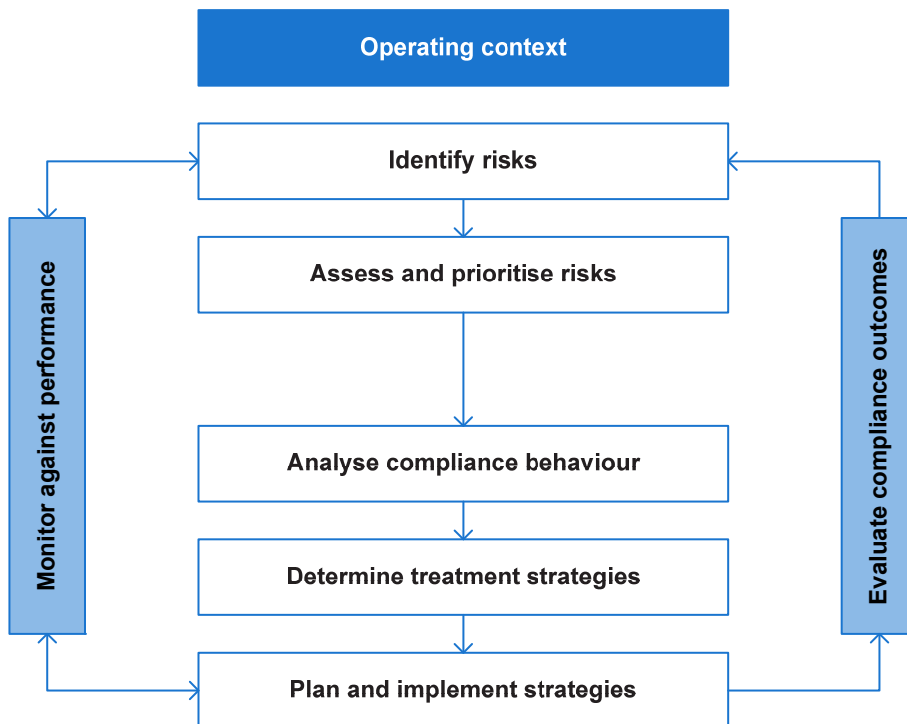 Operating context
Identify risks
Assess and prioritise risks
Monitor against performance
Evaluate compliance outcomes
Analyse compliance behaviour
Determine treatment strategies
Plan and implement strategies